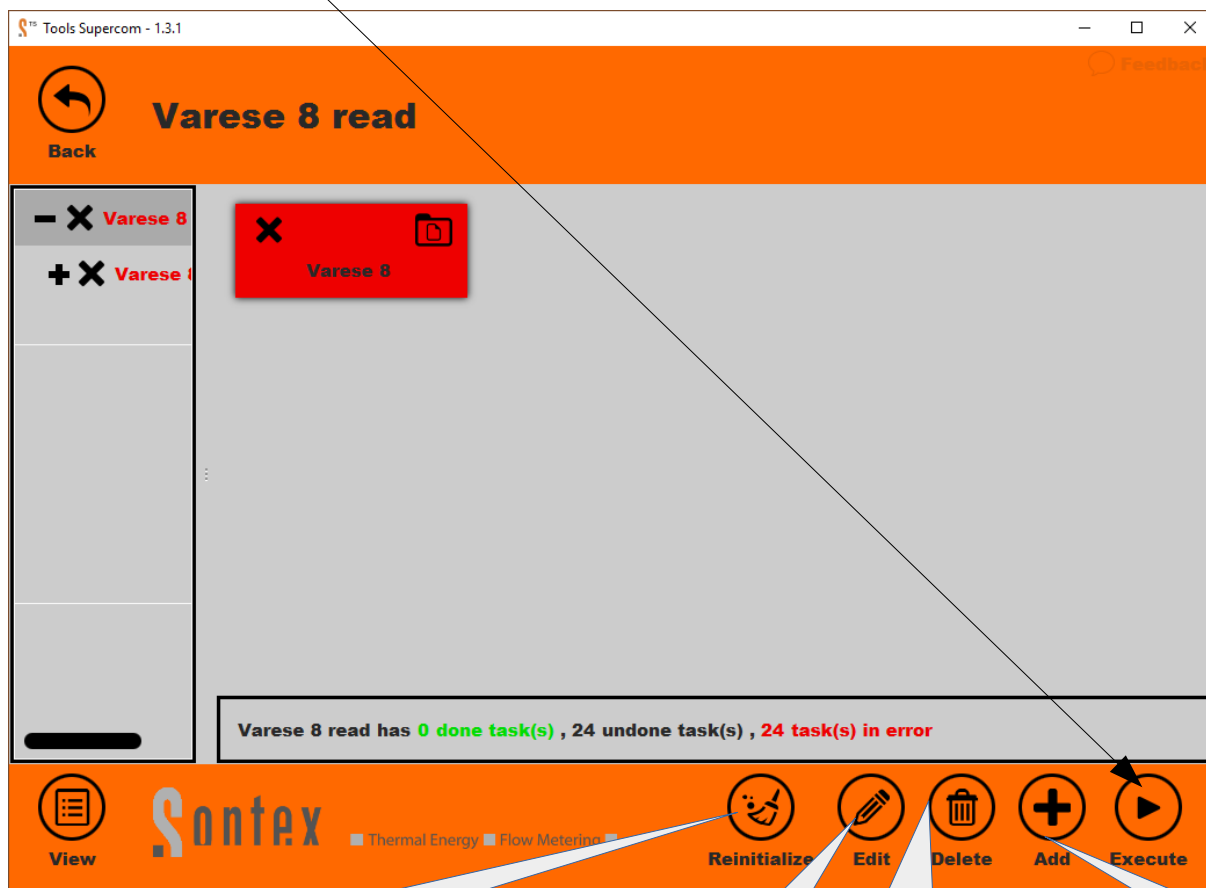 TS Tools Supercom - 1.3.1
Feedback
Back
Varese 8 read
Varese 8
Varese 8
Varese 8
Varese 8 read has 0 done task(s) , 24 undone task(s) , 24 task(s) in error
View
Sontex
Thermal Energy Flow Metering
Reinitialize
Edit
Delete
Add
Execute